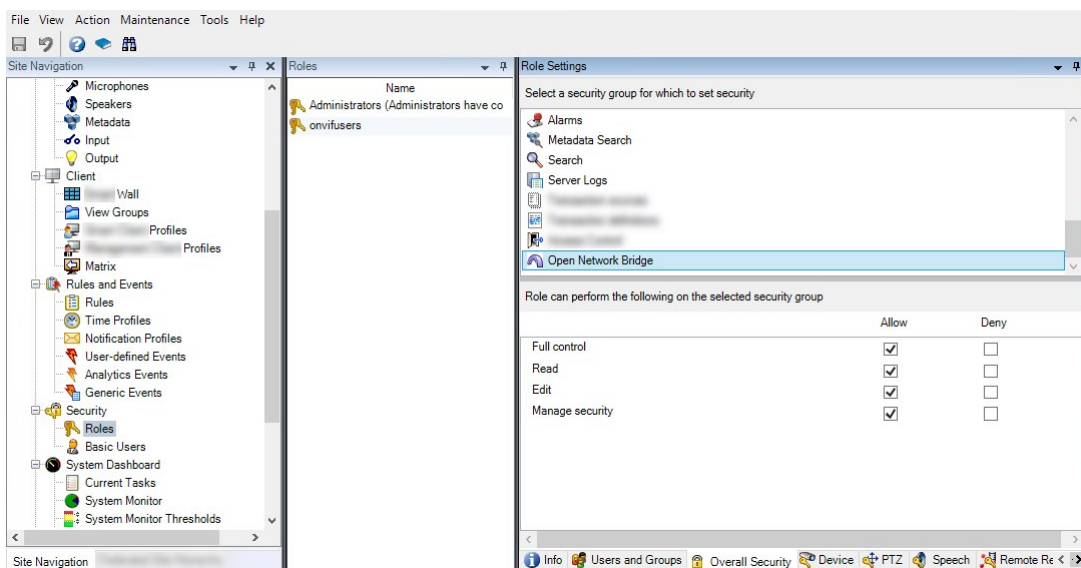 File View Action Maintenance Tools Help
Site Navigation
Microphones
Speakers
Metadata
Input
Output
Client
Wall
View Groups
Profiles
Profiles
Matrix
Rules and Events
Rules
Time Profiles
Notification Profiles
User-defined Events
Analytics Events
Generic Events
Security
Roles
Basic Users
System Dashboard
Current Tasks
System Monitor
System Monitor Thresholds
Site Navigation
Roles
Name
Administrators (Administrators have co
onvifusers
Role Settings
Select a security group for which to set security
Alarms
Metadata Search
Search
Server Logs
Open Network Bridge
Role can perform the following on the selected security group
Allow Deny
Full control
Read
Edit
Manage security
Info Users and Groups Overall Security Device PTZ Speech Remote Re